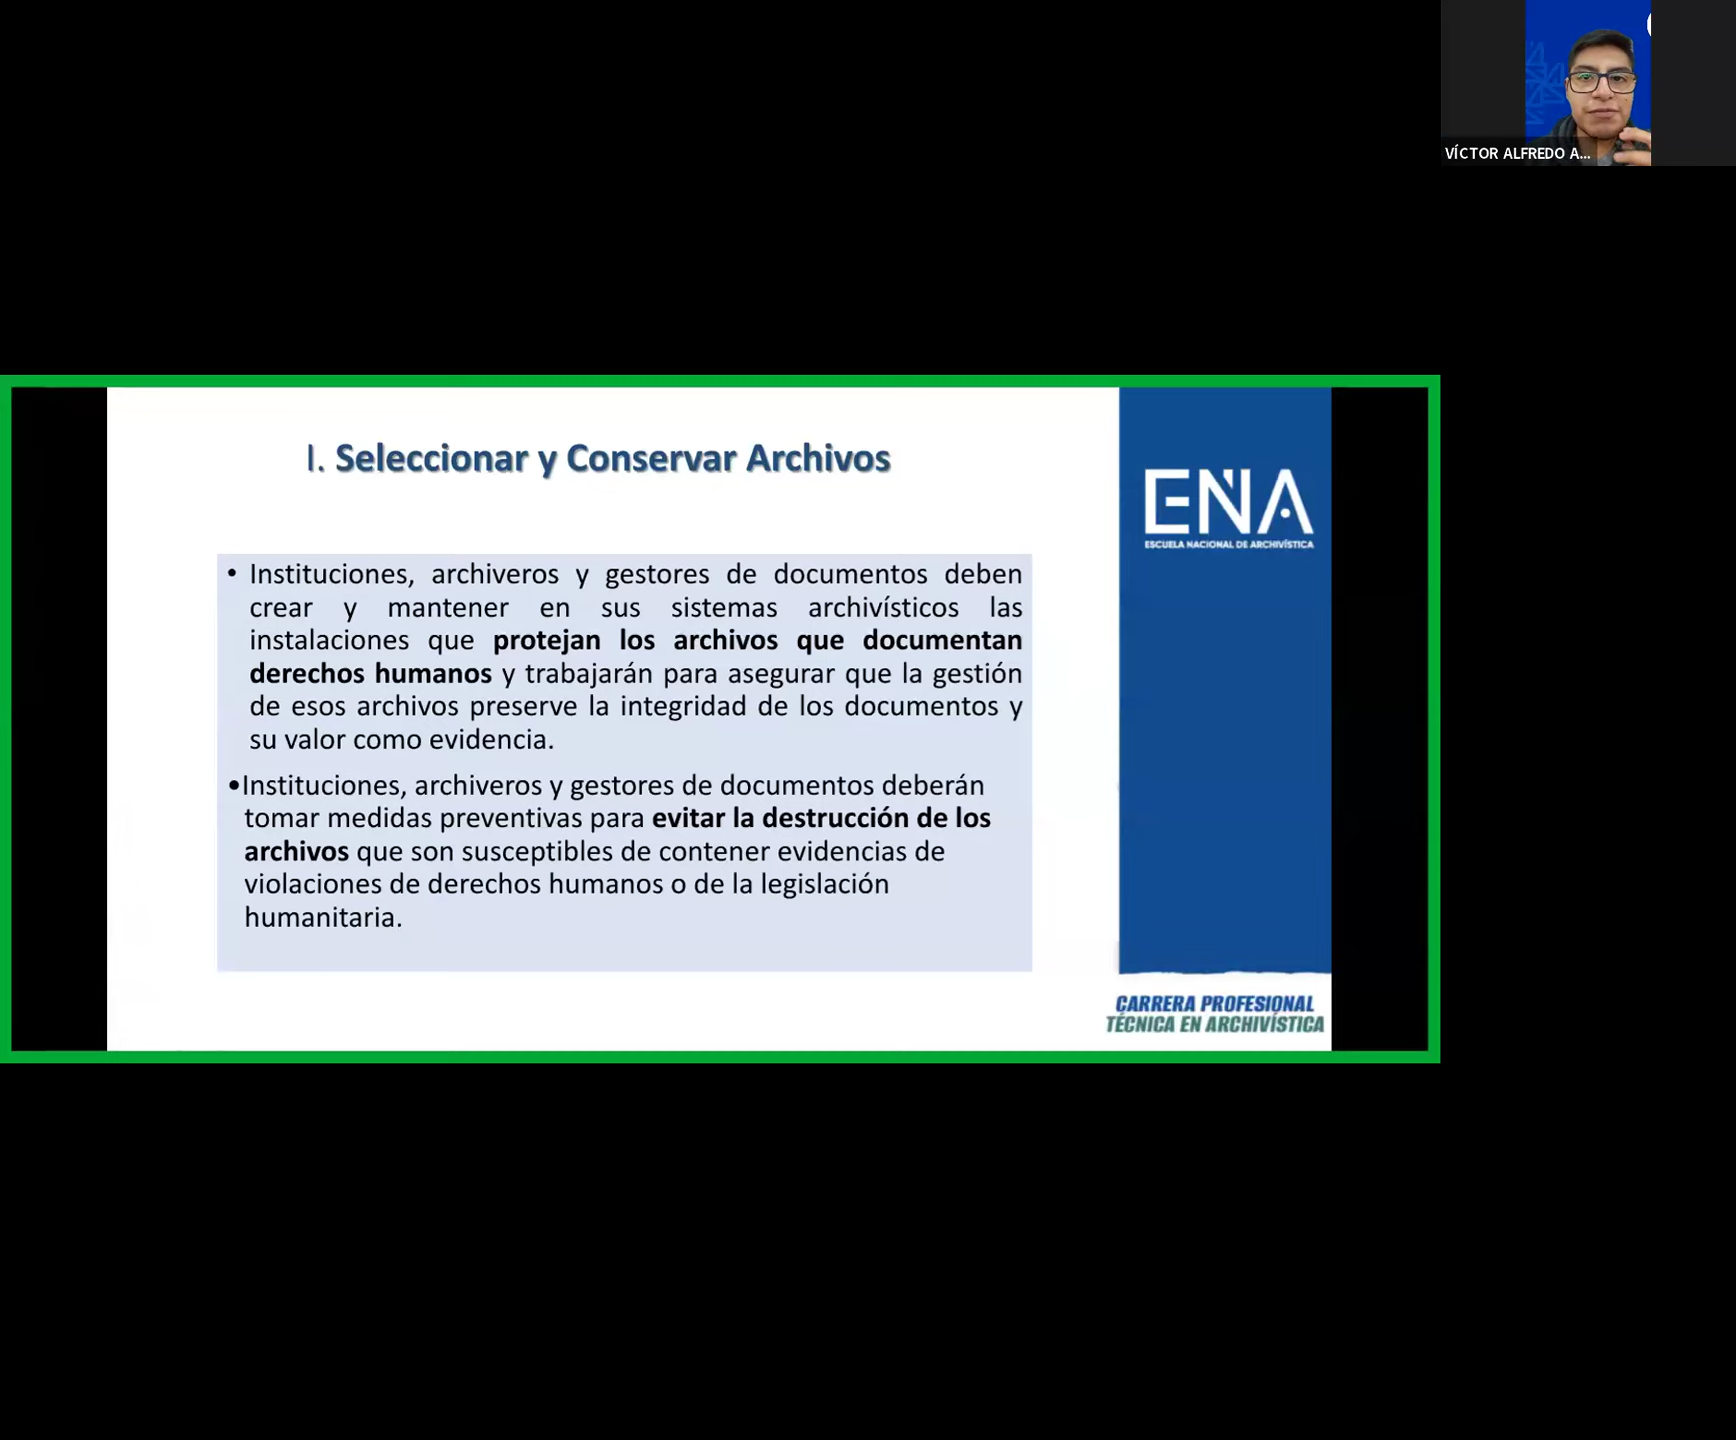 VÍCTOR ALFREDO A...
I. Seleccionar y Conservar Archivos
ENA
ESCUELA NACIONAL DE ARCHIVÍSTICA
• Instituciones, archiveros y gestores de documentos deben
crear y mantener en sus sistemas archivísticos las
instalaciones que protejan los archivos que documentan
derechos humanos y trabajarán para asegurar que la gestión
de esos archivos preserve la integridad de los documentos y
su valor como evidencia.
•Instituciones, archiveros y gestores de documentos deberán
tomar medidas preventivas para evitar la destrucción de los
archivos que son susceptibles de contener evidencias de
violaciones de derechos humanos o de la legislación
humanitaria.
CARRERA PROFESIONAL
TÉCNICA EN ARCHIVÍSTICA